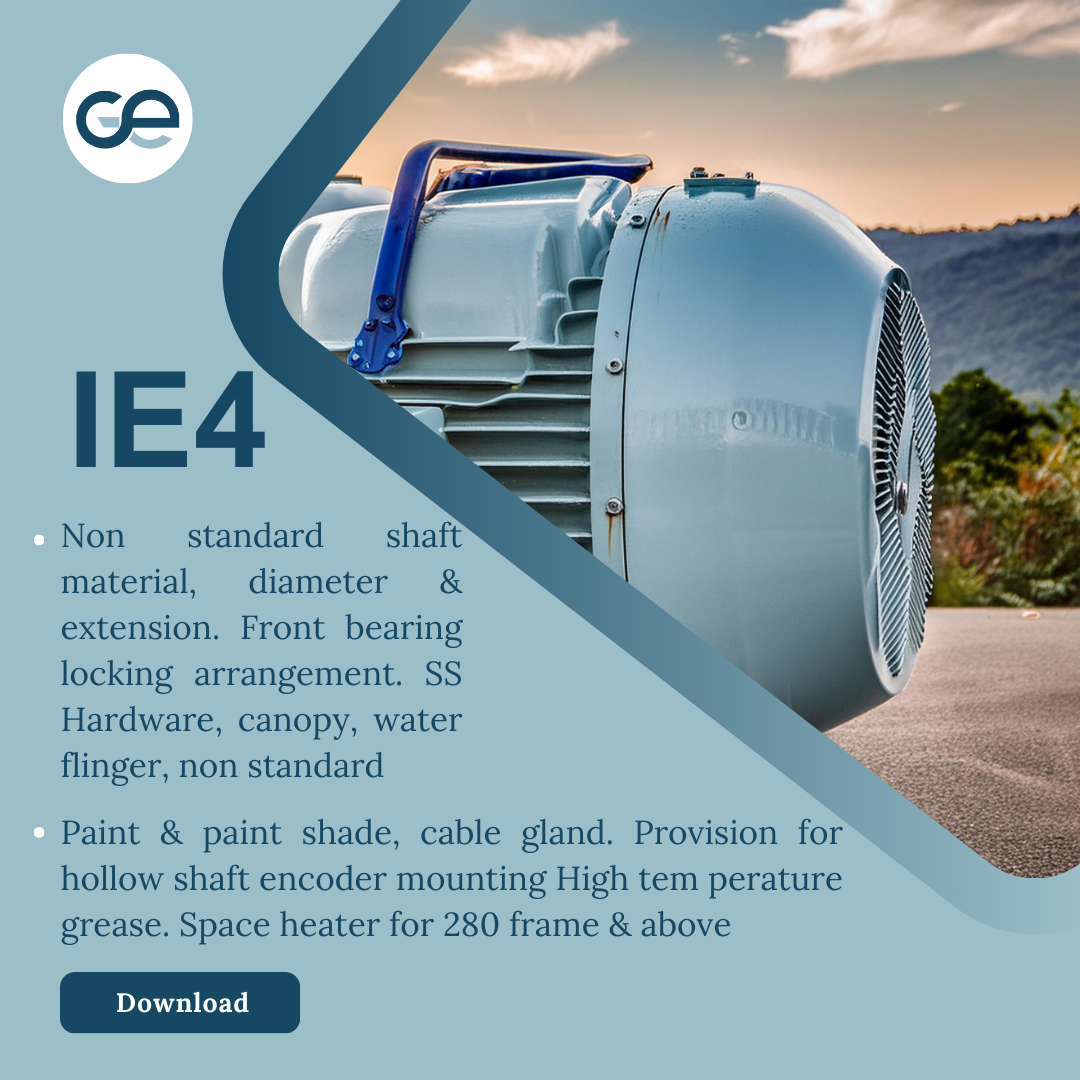 GE
IE4
Non standard shaft
material, diameter &
extension. Front bearing
locking arrangement. SS
Hardware, canopy, water
flinger, non standard
Paint & paint shade, cable gland. Provision for
hollow shaft encoder mounting High tem perature
grease. Space heater for 280 frame & above
Download